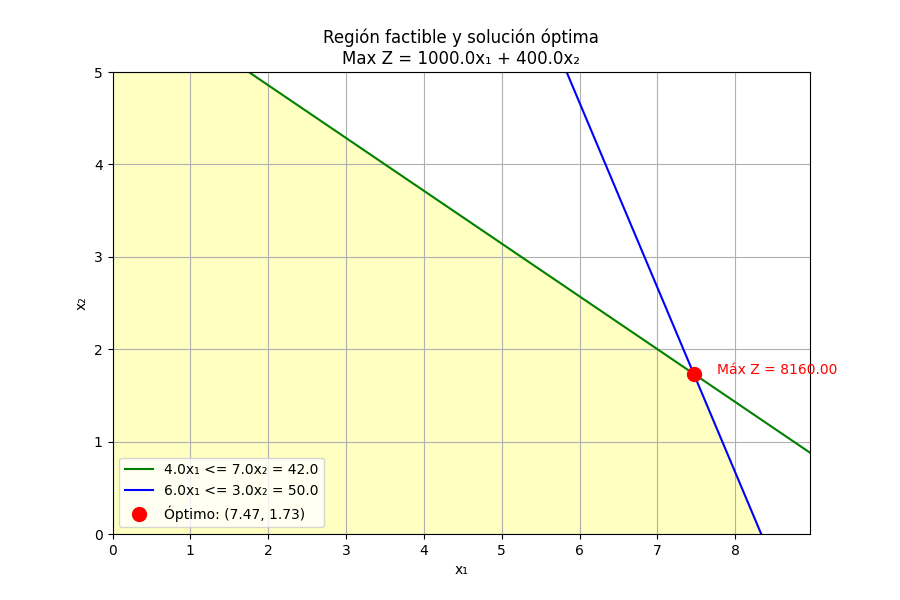 Región factible y solución óptima
Max Z = 1000.0x₁ + 400.0x₂
5
4
3
2
1
0
x₂
Máx Z = 8160.00
4.0x₁ <= 7.0x₂ = 42.0
6.0x₁ <= 3.0x₂ = 50.0
Óptimo: (7.47, 1.73)
0 1 2 3 4 5 6 7 8
x₁